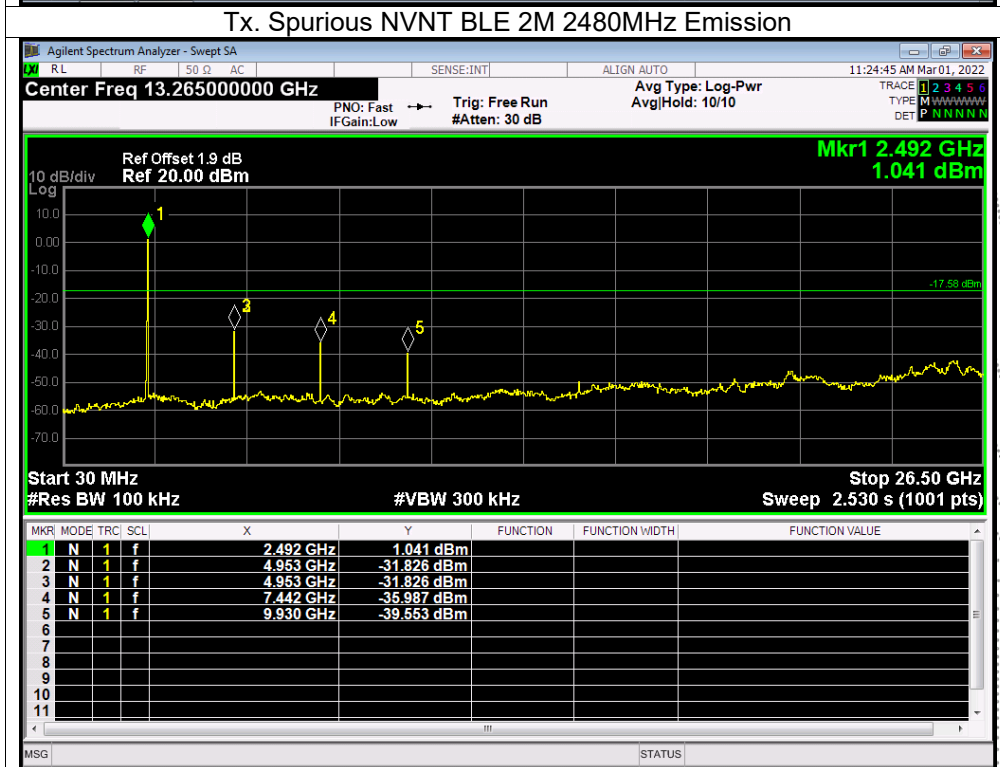 Tx. Spurious NVNT BLE 2M 2480MHz Emission
Agilent Spectrum Analyzer - Swept SA
LXI RL RF 50 Ω AC SENSE:INT ALIGN AUTO 11:24:45 AM Mar 01, 2022
Center Freq 13.265000000 GHz Avg Type: Log-Pwr TRACE 1 2 3 4 5 6
PNO: Fast Trig: Free Run Avg|Hold: 10/10 TYPE M WWWWW
IFGain:Low #Atten: 30 dB DET P N N N N N
Mkr1 2.492 GHz
Ref Offset 1.9 dB
10 dB/div Ref 20.00 dBm 1.041 dBm
Log
10.0
1
0.00
-10.0
-17.58 dBm
-20.0
3
-30.0
4
5
-40.0
-50.0
-60.0
-70.0
Start 30 MHz Stop 26.50 GHz
#Res BW 100 kHz #VBW 300 kHz Sweep 2.530 s (1001 pts)
MKR MODE TRC SCL X Y FUNCTION FUNCTION WIDTH FUNCTION VALUE
1 N 1 f 2.492 GHz 1.041 dBm
2 N 1 f 4.953 GHz -31.826 dBm
3 N 1 f 4.953 GHz -31.826 dBm
4 N 1 f 7.442 GHz -35.987 dBm
5 N 1 f 9.930 GHz -39.553 dBm
6
7
8
9
10
11
MSG STATUS